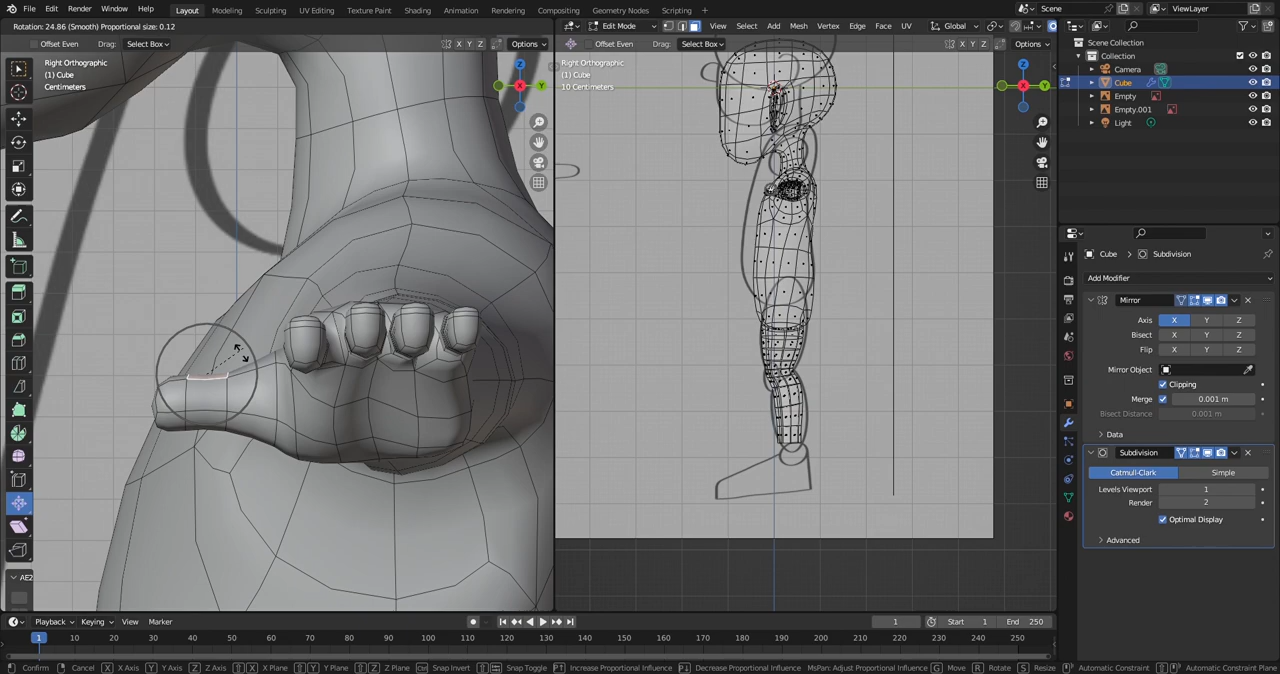 File Edit Render Window Help
Layout Modeling Sculpting UV Editing Texture Paint Shading Animation Rendering Compositing Geometry Nodes Scripting +
Scene
ViewLayer
Rotation: 24.86 (Smooth) Proportional size: 0.12
Edit Mode View Select Add Mesh Vertex Edge Face UV Global
Offset Even Drag: Select Box X Y Z Options
Offset Even Drag: Select Box X Y Z Options
Right Orthographic
(1) Cube
Centimeters
Z
X
Y
Right Orthographic
(1) Cube
10 Centimeters
Z
X
Y
Scene Collection
Collection
Camera
Cube
Empty
Empty.001
Light
Cube > Subdivision
Add Modifier
Mirror
Axis X Y Z
Bisect X Y Z
Flip X Y Z
Mirror Object
Clipping
Merge 0.001 m
Bisect Distance 0.001 m
Data
Subdivision
Catmull-Clark Simple
Levels Viewport 1
Render 2
Optimal Display
Advanced
Playback Keying View Marker
1 Start 1 End 250
1 10 20 30 40 50 60 70 80 90 100 110 120 130 140 150 160 170 180 190 200 210 220 230 240 250
Confirm Cancel X X Axis Y Y Axis Z Z Axis X X Plane Y Y Plane Z Z Plane Snap Invert Snap Toggle Increase Proportional Influence Decrease Proportional Influence MsPan: Adjust Proportional Influence G Move R Rotate S Resize Automatic Constraint Automatic Constraint Plane